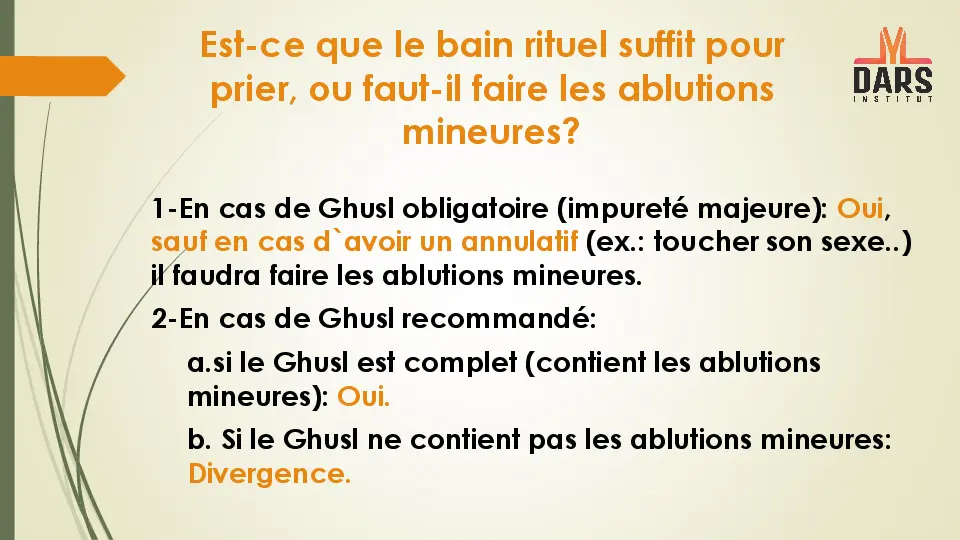 Est-ce que le bain rituel suffit pour
prier, ou faut-il faire les ablutions
mineures?
DARS
INSTITUT
1-En cas de Ghusl obligatoire (impureté majeure): Oui,
sauf en cas d`avoir un annulatif (ex.: toucher son sexe..)
il faudra faire les ablutions mineures.
2-En cas de Ghusl recommandé:
a.si le Ghusl est complet (contient les ablutions
mineures): Oui.
b. Si le Ghusl ne contient pas les ablutions mineures:
Divergence.